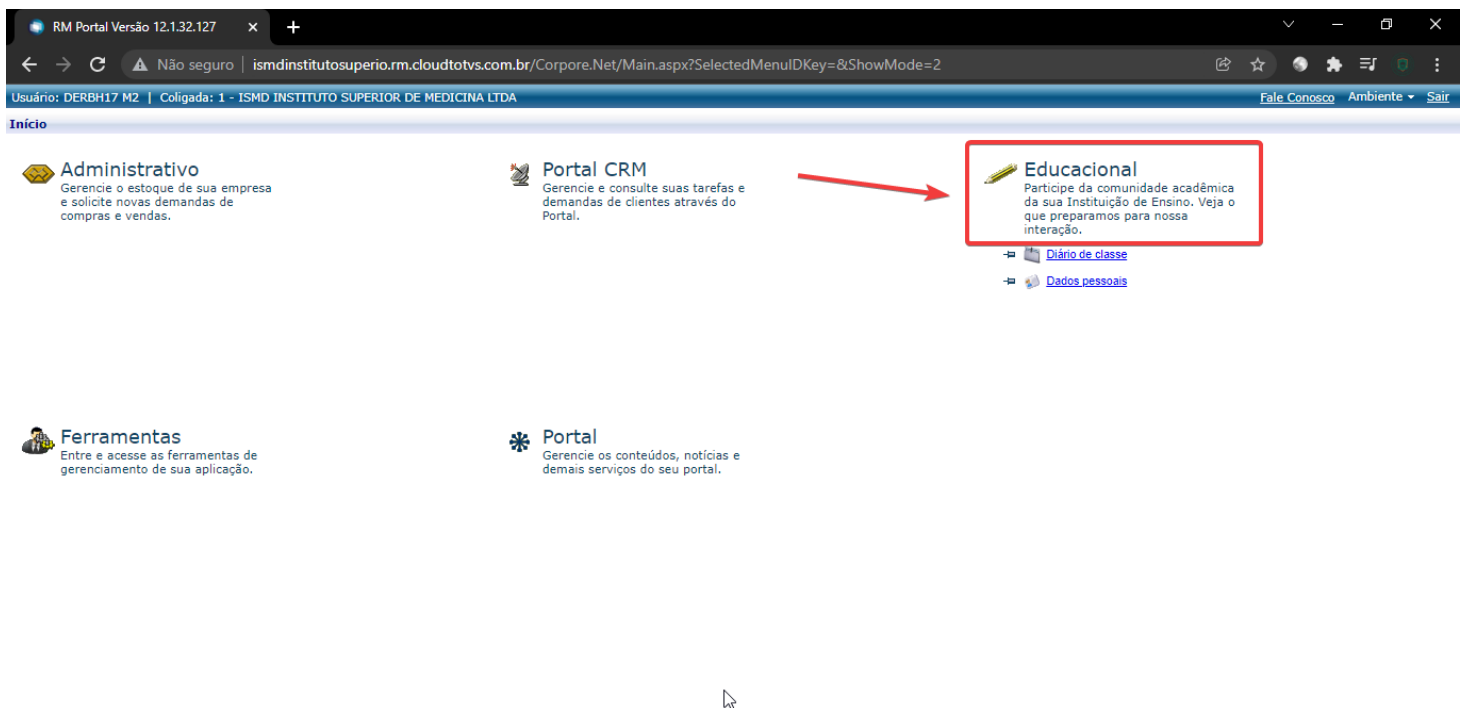 RM Portal Versão 12.1.32.127
Não seguro | ismdinstitutosuperio.rm.cloudtotvs.com.br/Corpore.Net/Main.aspx?SelectedMenuIDKey=&ShowMode=2
Usuário: DERBH17 M2 | Coligada: 1 - ISMD INSTITUTO SUPERIOR DE MEDICINA LTDA
Fale Conosco Ambiente Sair
Início
Administrativo
Gerencie o estoque de sua empresa
e solicite novas demandas de
compras e vendas.
Portal CRM
Gerencie e consulte suas tarefas e
demandas de clientes através do
Portal.
Educacional
Participe da comunidade acadêmica
da sua Instituição de Ensino. Veja o
que preparamos para nossa
interação.
Diário de classe
Dados pessoais
Ferramentas
Entre e acesse as ferramentas de
gerenciamento de sua aplicação.
Portal
Gerencie os conteúdos, notícias e
demais serviços do seu portal.